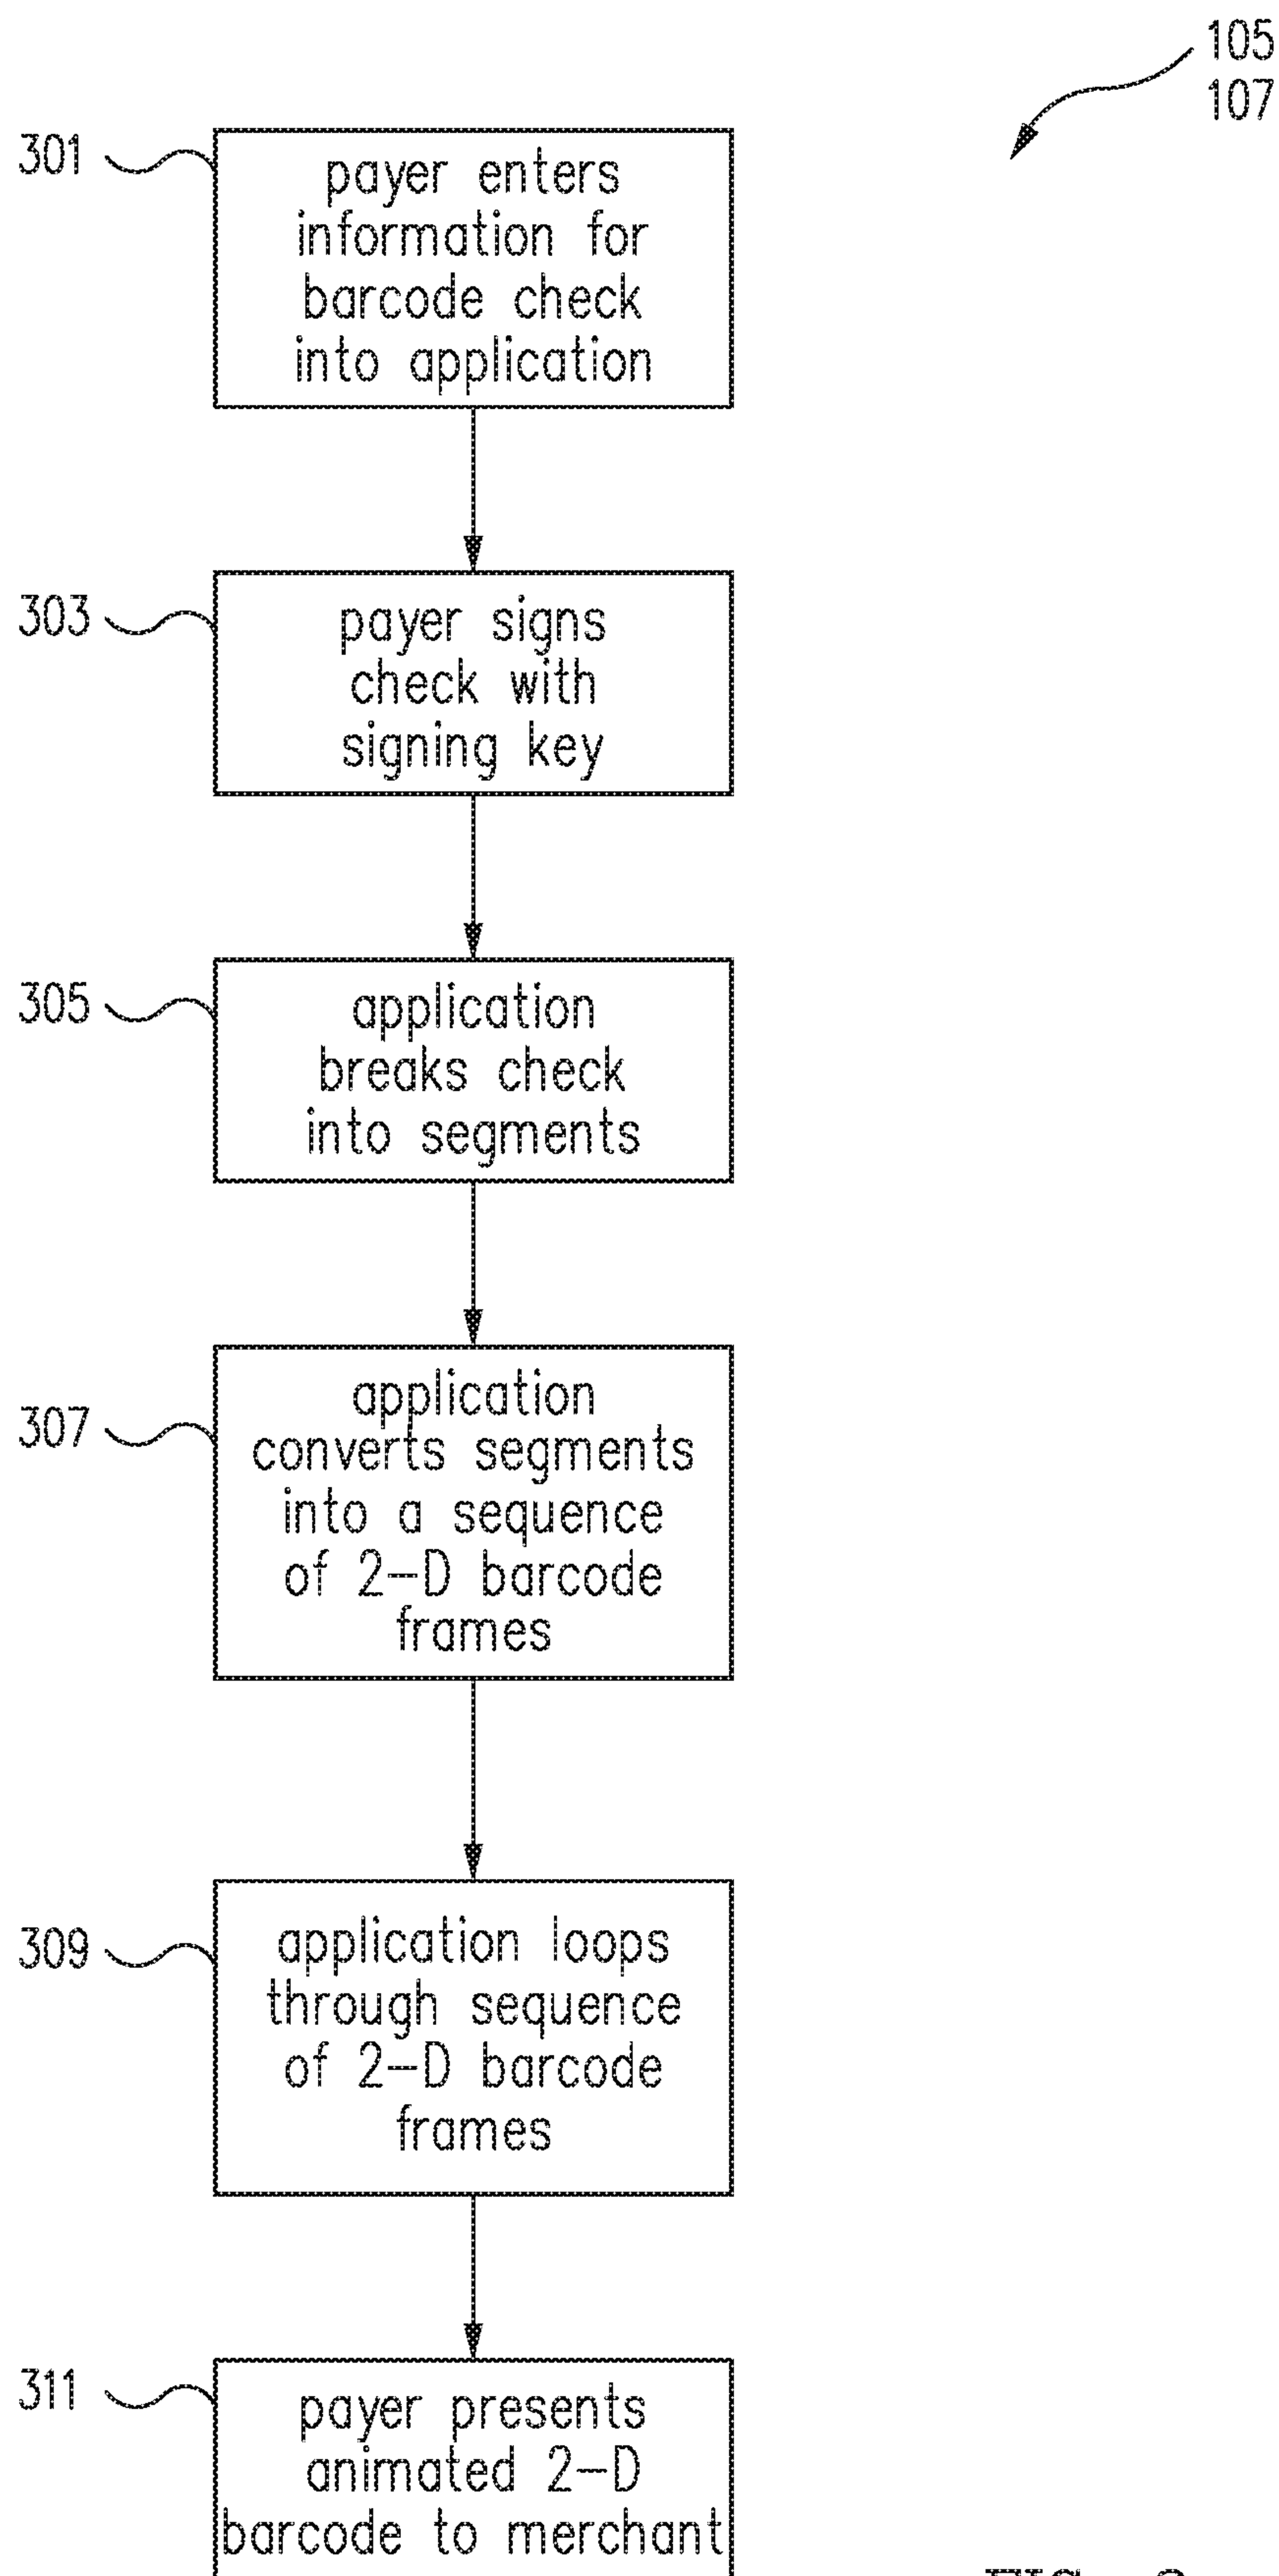 105
107
301
payer enters
information for
barcode check
into application
303
payer signs
check with
signing key
305
application
breaks check
into segments
307
application
converts segments
into a sequence
of 2-D barcode
frames
309
application loops
through sequence
of 2-D barcode
frames
311
payer presents
animated 2-D
barcode to merchant